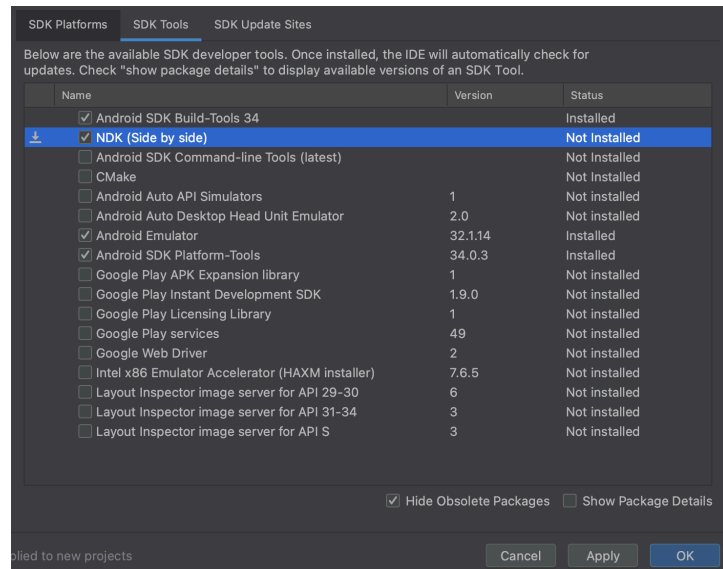 SDK Platforms SDK Tools SDK Update Sites
Below are the available SDK developer tools. Once installed, the IDE will automatically check for
updates. Check "show package details" to display available versions of an SDK Tool.
Name Version Status
Android SDK Build-Tools 34 Installed
NDK (Side by side) Not Installed
Android SDK Command-line Tools (latest) Not Installed
CMake Not Installed
Android Auto API Simulators 1 Not installed
Android Auto Desktop Head Unit Emulator 2.0 Not installed
Android Emulator 32.1.14 Installed
Android SDK Platform-Tools 34.0.3 Installed
Google Play APK Expansion library 1 Not installed
Google Play Instant Development SDK 1.9.0 Not installed
Google Play Licensing Library 1 Not installed
Google Play services 49 Not installed
Google Web Driver 2 Not installed
Intel x86 Emulator Accelerator (HAXM installer) 7.6.5 Not installed
Layout Inspector image server for API 29-30 6 Not installed
Layout Inspector image server for API 31-34 3 Not installed
Layout Inspector image server for API S 3 Not installed
Hide Obsolete Packages Show Package Details
plied to new projects Cancel Apply OK